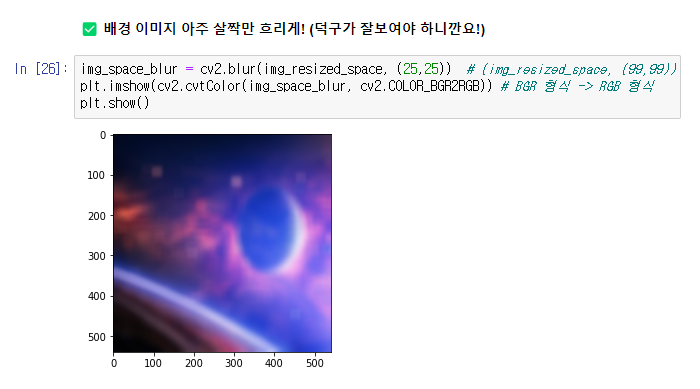 ✅ 배경 이미지 아주 살짝만 흐리게! (덕구가 잘보여야 하니깐요!)
In [26]: img_space_blur = cv2.blur(img_resized_space, (25,25))  # (img_resized_space, (99,99))
plt.imshow(cv2.cvtColor(img_space_blur, cv2.COLOR_BGR2RGB)) # BGR 형식 -> RGB 형식
plt.show()
0
100
200
300
400
500
0 100 200 300 400 500